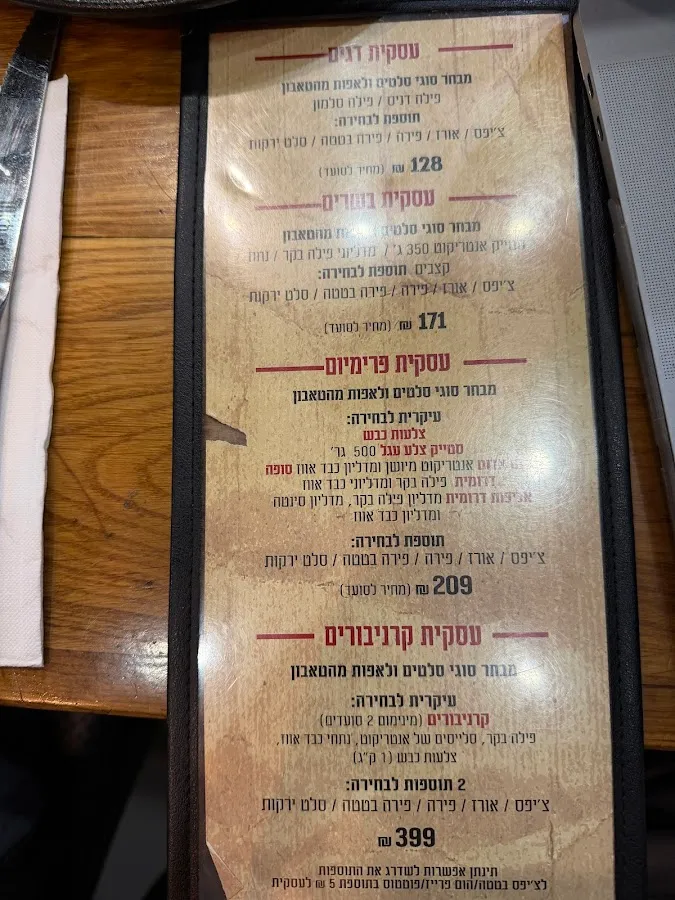 עסקית דגים
מבחר סוגי סלטים ולאפות מהטאבון
פילה דניס / פילה סלמון
תוספת לבחירה:
צ'יפס / אורז / פירה / פירה בטטה / סלט ירקות
128 ₪ (מחיר לסועד)
עסקית בשרים
מבחר סוגי סלטים ולאפות מהטאבון
סטייק אנטריקוט 350 ג' / מדליוני פילה בקר / נתח
קצבים תוספת לבחירה:
צ'יפס / אורז / פירה / פירה בטטה / סלט ירקות
171 ₪ (מחיר לסועד)
עסקית פרימיום
מבחר סוגי סלטים ולאפות מהטאבון
עיקרית לבחירה:
צלעות כבש
סטייק צלע עגל 500 גר'
אנטריקוט מיושן ומדליון כבד אווז סופה
דרומית פילה בקר ומדליוני כבד אווז
דרומית מדליון פילה בקר, מדליון סינטה
ומדליון כבד אווז
תוספת לבחירה:
צ'יפס / אורז / פירה / פירה בטטה / סלט ירקות
209 ₪ (מחיר לסועד)
עסקית קרניבורים
מבחר סוגי סלטים ולאפות מהטאבון
עיקרית לבחירה:
קרניבורים (מינימום 2 סועדים)
פילה בקר, סלייסים של אנטריקוט, נתחי כבד אווז,
צלעות כבש (1 ק"ג)
2 תוספות לבחירה:
צ'יפס / אורז / פירה / פירה בטטה / סלט ירקות
399 ₪
תינתן אפשרות לשדרג את התוספות
לצ'יפס בטטה/הום פרייז/פוטטוס בתוספת 5 ₪ לעסקית